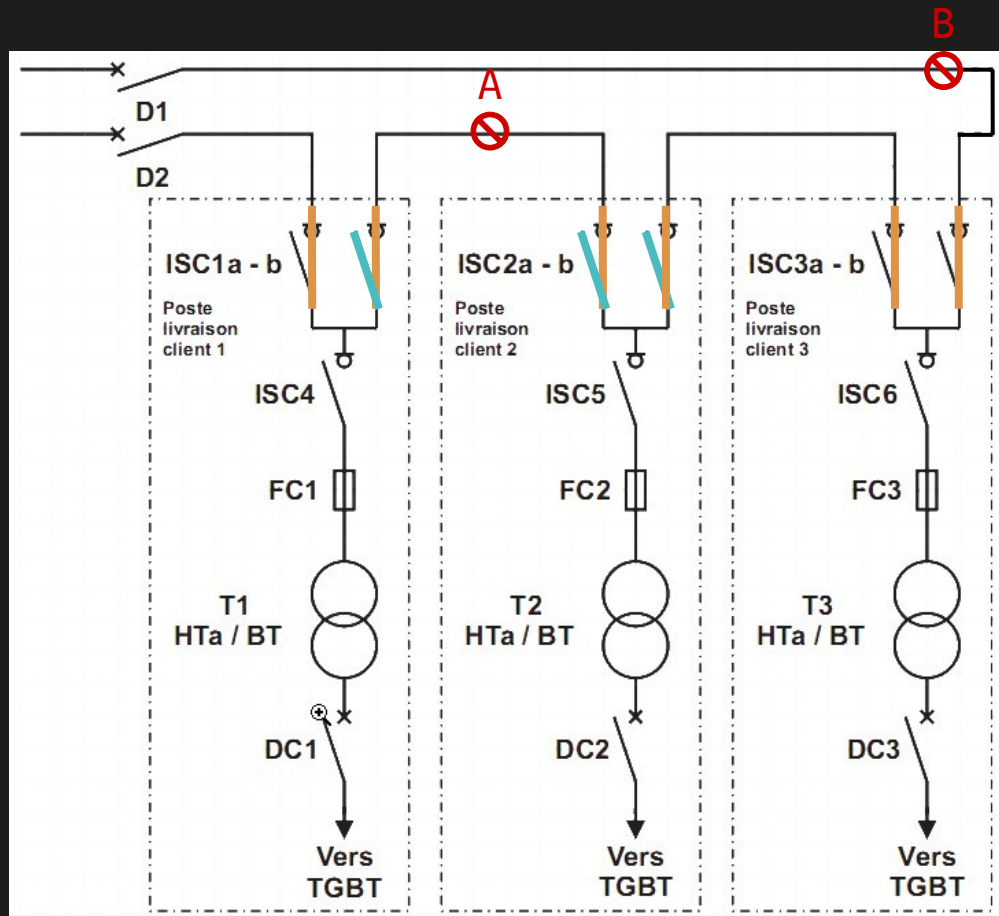 B
A
D1
D2
ISC1a - b
ISC2a - b
ISC3a - b
Poste
livraison
client 1
Poste
livraison
client 2
Poste
livraison
client 3
ISC4
ISC5
ISC6
FC1
FC2
FC3
T1
HTa / BT
T2
HTa / BT
T3
HTa / BT
DC1
DC2
DC3
Vers
TGBT
Vers
TGBT
Vers
TGBT